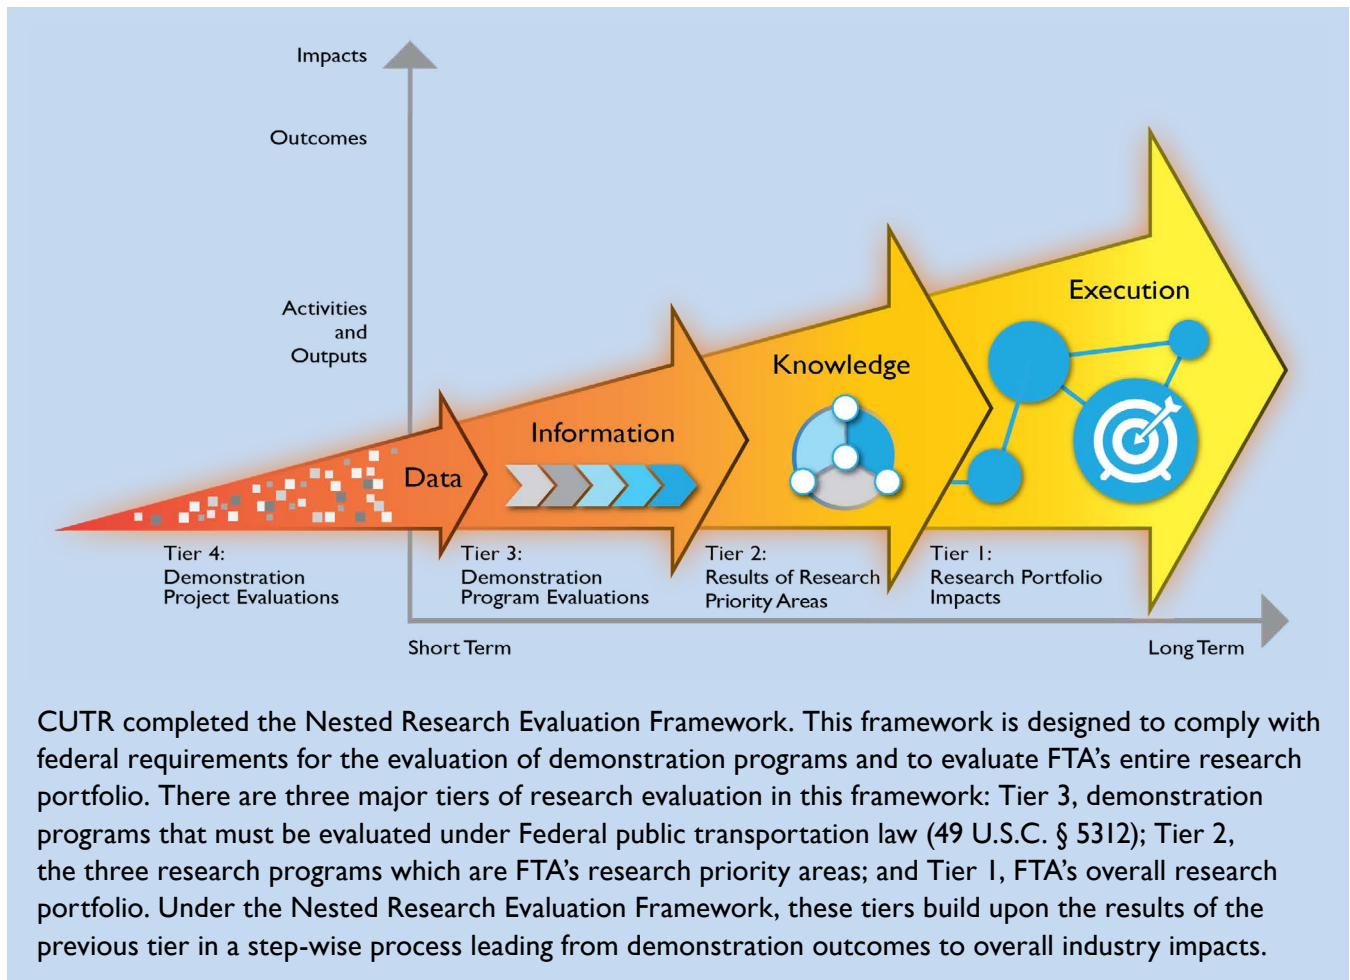 Impacts
Outcomes
Activities
and
Outputs
Data
Information
Knowledge
Execution
Tier 4:
Demonstration
Project Evaluations
Tier 3:
Demonstration
Program Evaluations
Tier 2:
Results of Research
Priority Areas
Tier 1:
Research Portfolio
Impacts
Short Term
Long Term
CUTR completed the Nested Research Evaluation Framework. This framework is designed to comply with
federal requirements for the evaluation of demonstration programs and to evaluate FTA’s entire research
portfolio. There are three major tiers of research evaluation in this framework: Tier 3, demonstration
programs that must be evaluated under Federal public transportation law (49 U.S.C. § 5312); Tier 2,
the three research programs which are FTA’s research priority areas; and Tier 1, FTA’s overall research
portfolio. Under the Nested Research Evaluation Framework, these tiers build upon the results of the
previous tier in a step-wise process leading from demonstration outcomes to overall industry impacts.